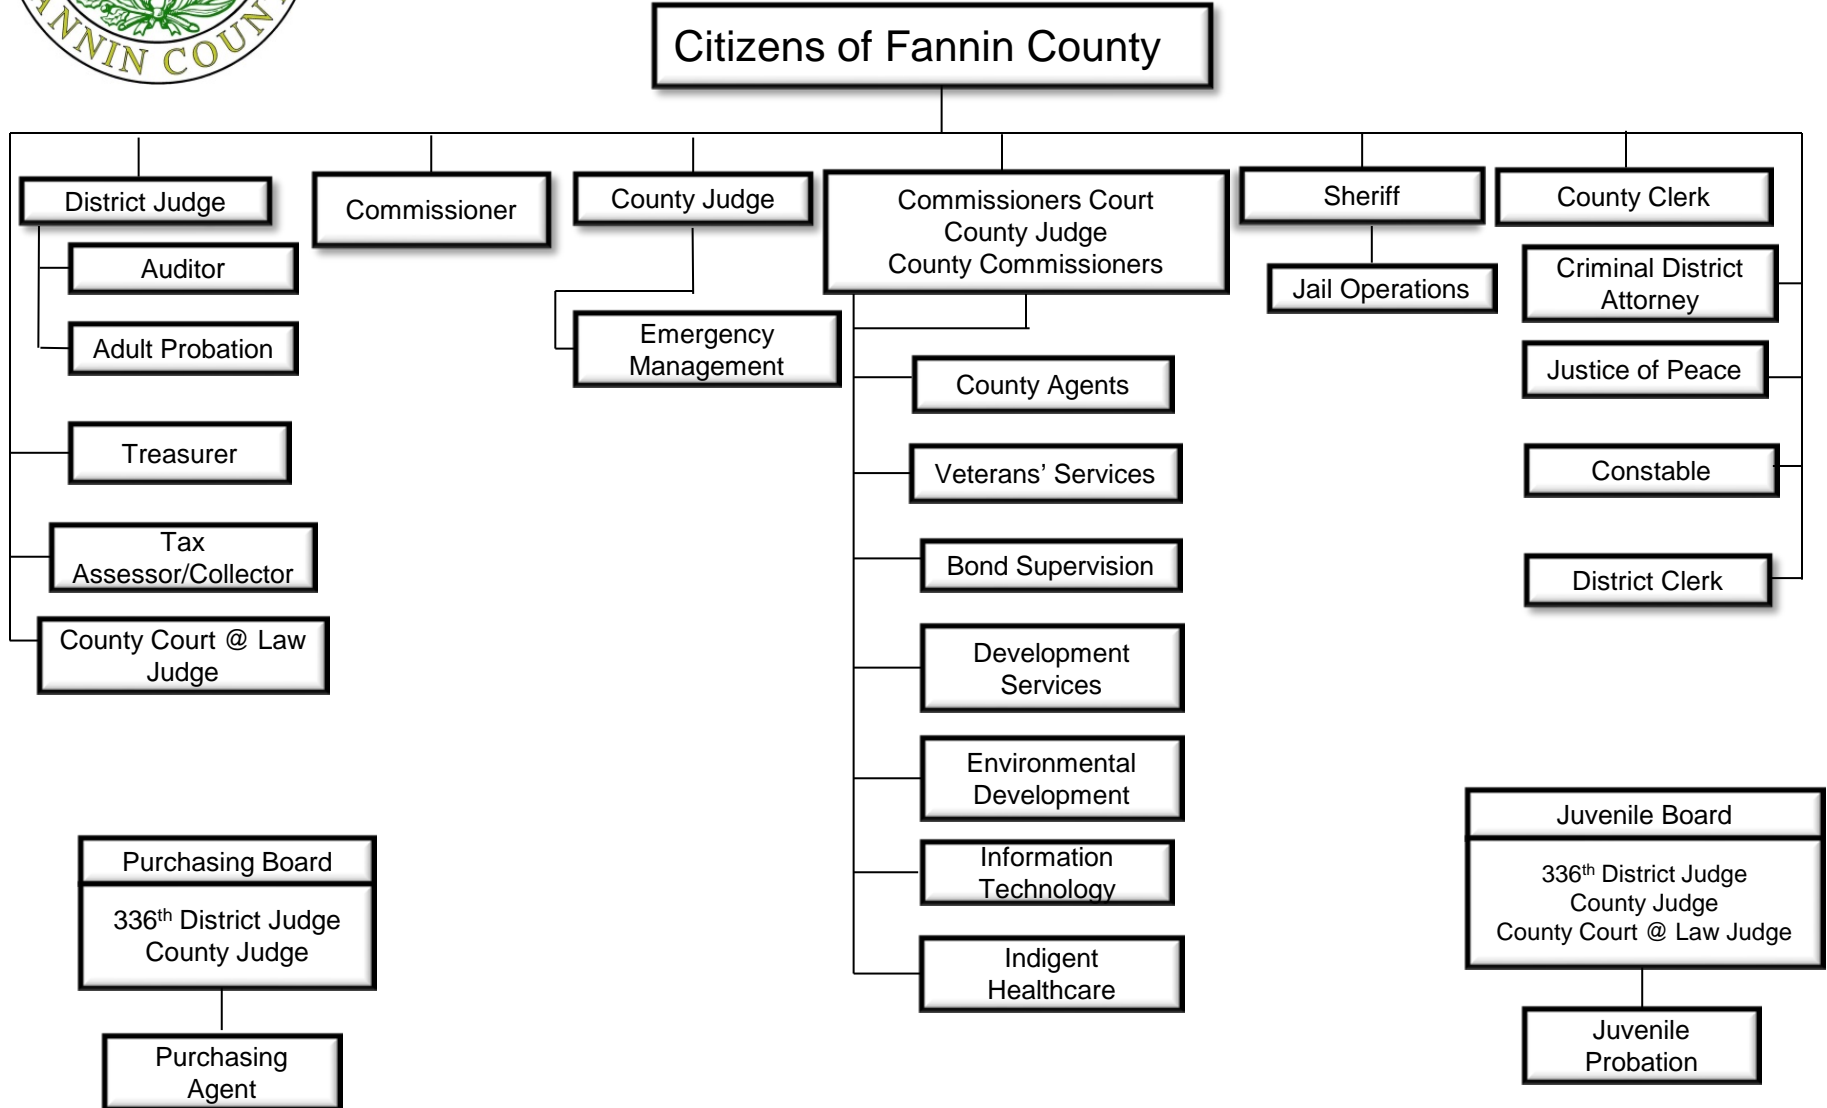 ANNIN COUN
Citizens of Fannin County
District Judge
Commissioner
County Judge
Commissioners Court
County Judge
County Commissioners
Sheriff
County Clerk
Auditor
Adult Probation
Treasurer
Tax
Assessor/Collector
County Court @ Law
Judge
Emergency
Management
County Agents
Veterans’ Services
Bond Supervision
Development
Services
Environmental
Development
Information
Technology
Indigent
Healthcare
Jail Operations
Criminal District
Attorney
Justice of Peace
Constable
District Clerk
Purchasing Board
336th District Judge
County Judge
Purchasing
Agent
Juvenile Board
336th District Judge
County Judge
County Court @ Law Judge
Juvenile
Probation